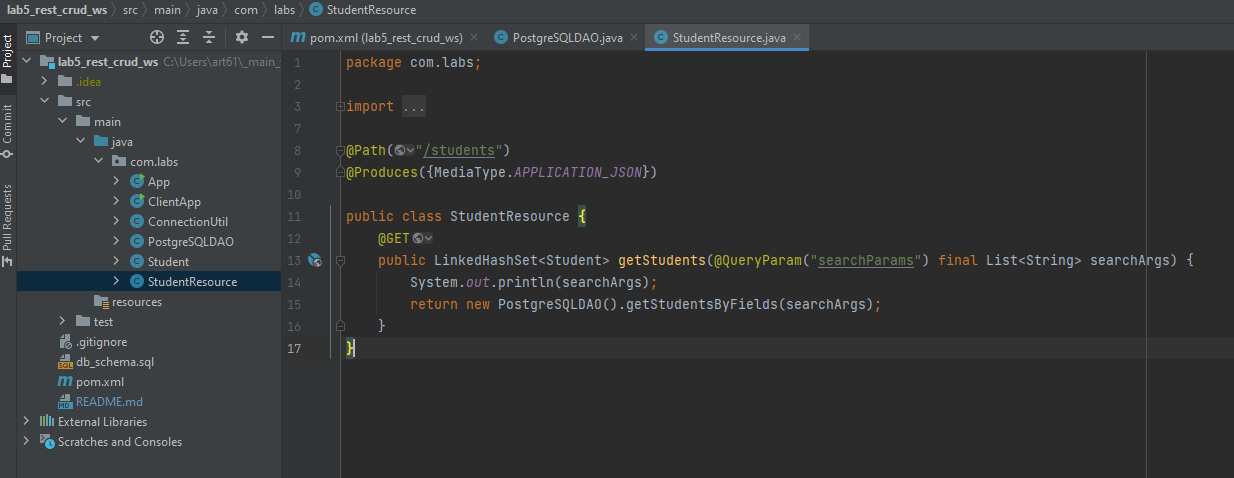 lab5_rest_crud_ws > src > main > java > com > labs > StudentResource
Project
Commit
Pull Requests
Project
lab5_rest_crud_ws C:\Users\art61\_main_
.idea
src
main
java
com.labs
App
ClientApp
ConnectionUtil
PostgreSQLDAO
Student
StudentResource
resources
test
.gitignore
db_schema.sql
pom.xml
README.md
External Libraries
Scratches and Consoles
pom.xml (lab5_rest_crud_ws) PostgreSQLDAO.java StudentResource.java
1 package com.labs;
2
3 import ...
7
8 @Path("/students")
9 @Produces({MediaType.APPLICATION_JSON})
10
11 public class StudentResource {
12 @GET
13 public LinkedHashSet<Student> getStudents(@QueryParam("searchParams") final List<String> searchArgs) {
14 System.out.println(searchArgs);
15 return new PostgreSQLDAO().getStudentsByFields(searchArgs);
16 }
17 }